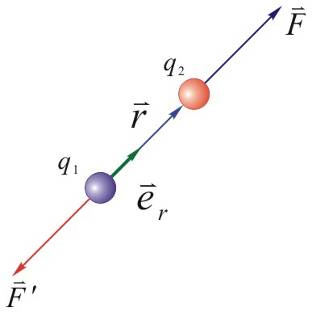 F⃗
q₂
r⃗
q₁
e⃗ᵣ
F⃗'